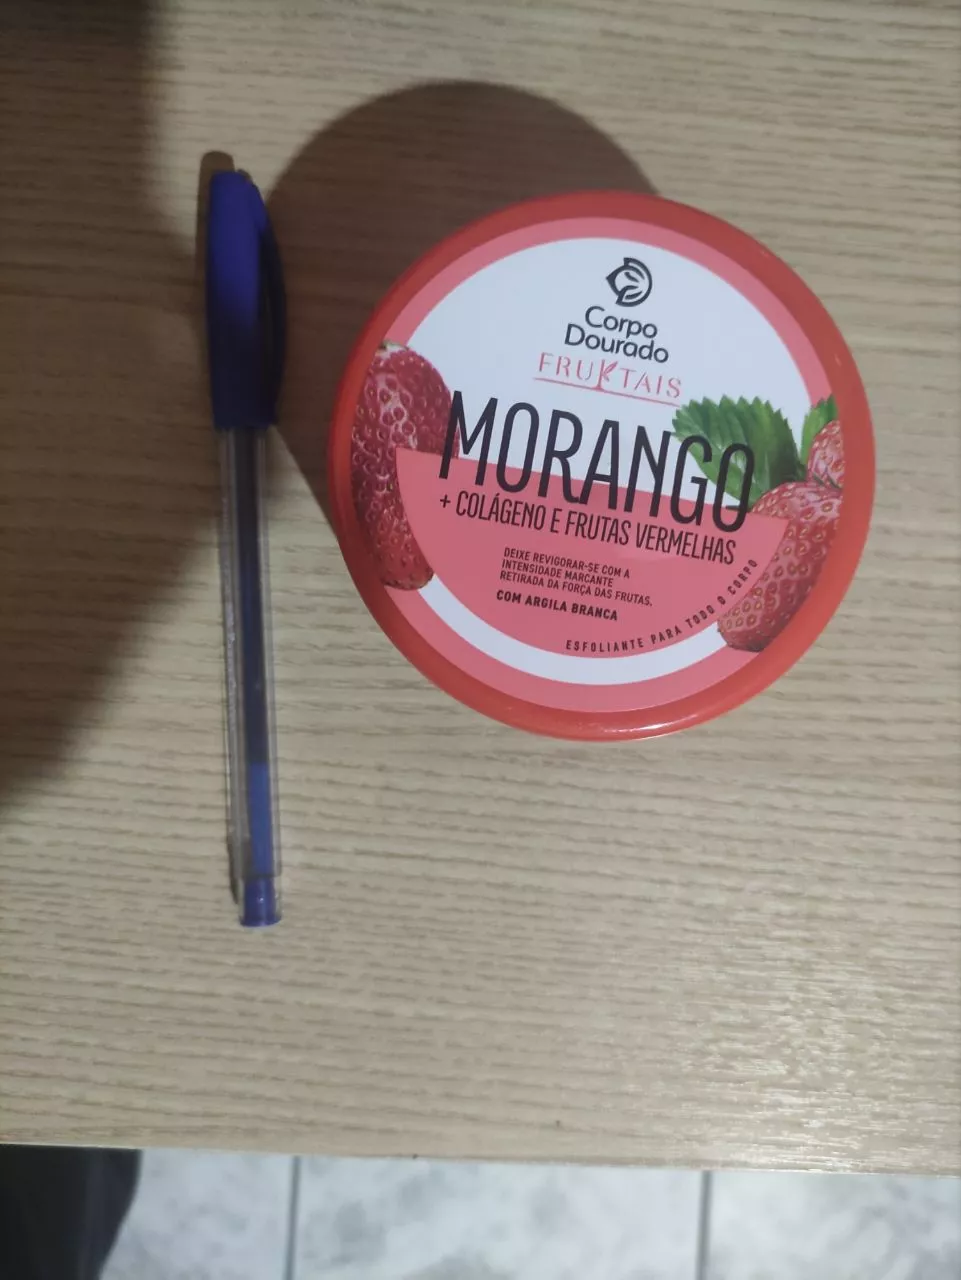 Corpo
Dourado
FRUKTAIS
MORANGO
+ COLÁGENO E FRUTAS VERMELHAS
DEIXE REVIGORAR-SE COM A
INTENSIDADE MARCANTE
RETIRADA DA FORÇA DAS FRUTAS.
COM ARGILA BRANCA
ESFOLIANTE PARA TODO O CORPO